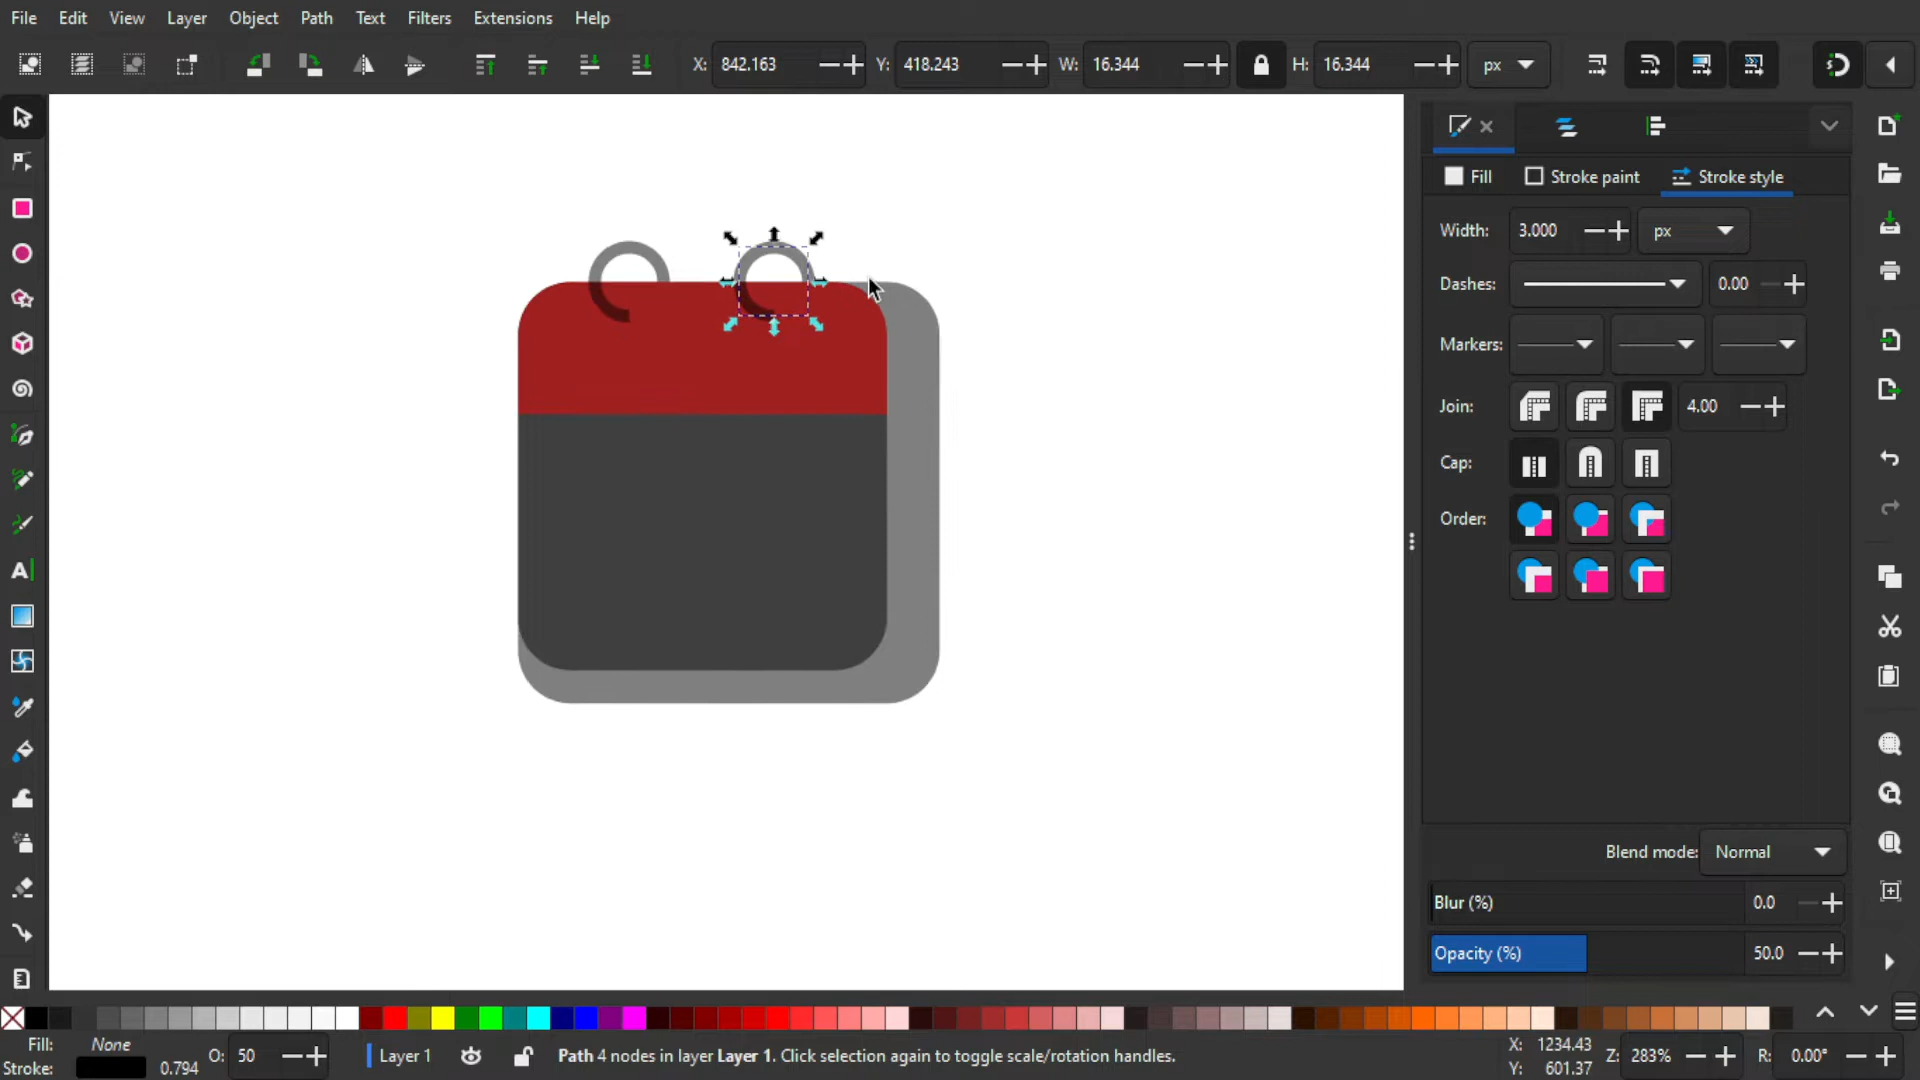 File Edit View Layer Object Path Text Filters Extensions Help
X: 842.163 Y: 418.243 W: 16.344 H: 16.344 px
Fill Stroke paint Stroke style
Width: 3.000 px
Dashes: 0.00
Markers:
Join: 4.00
Cap:
Order:
Blend mode: Normal
Blur (%) 0.0
Opacity (%) 50.0
Fill: None O: 50 Layer 1 Path 4 nodes in layer Layer 1. Click selection again to toggle scale/rotation handles. X: 1234.43 Z: 283% R: 0.00°
Stroke: 0.794 Y: 601.37